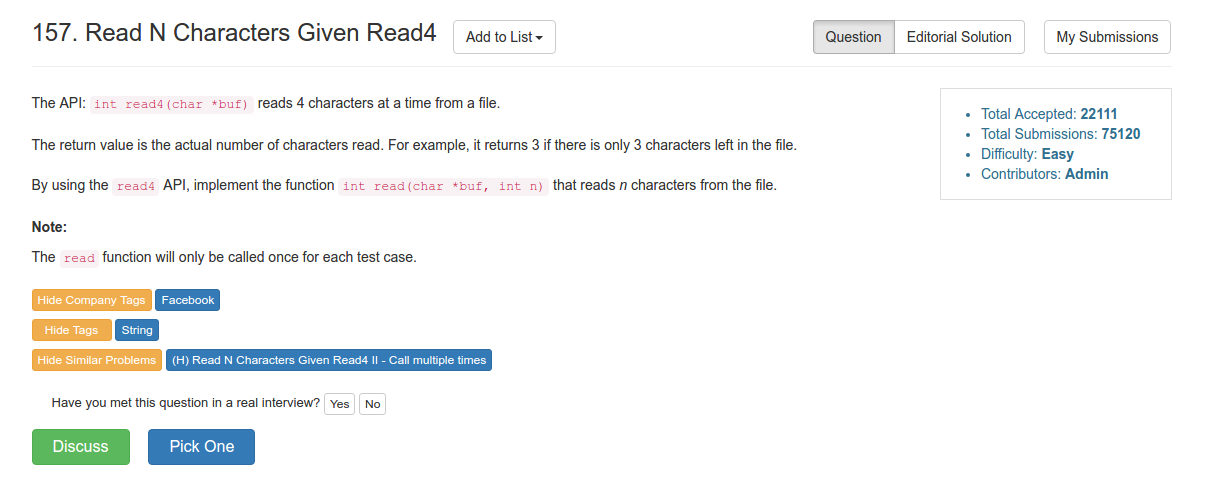 157. Read N Characters Given Read4 Add to List Question Editorial Solution My Submissions
The API: int read4(char *buf) reads 4 characters at a time from a file.
The return value is the actual number of characters read. For example, it returns 3 if there is only 3 characters left in the file.
By using the read4 API, implement the function int read(char *buf, int n) that reads n characters from the file.
Note:
The read function will only be called once for each test case.
Total Accepted: 22111
Total Submissions: 75120
Difficulty: Easy
Contributors: Admin
Hide Company Tags Facebook
Hide Tags String
Hide Similar Problems (H) Read N Characters Given Read4 II - Call multiple times
Have you met this question in a real interview? Yes No
Discuss Pick One